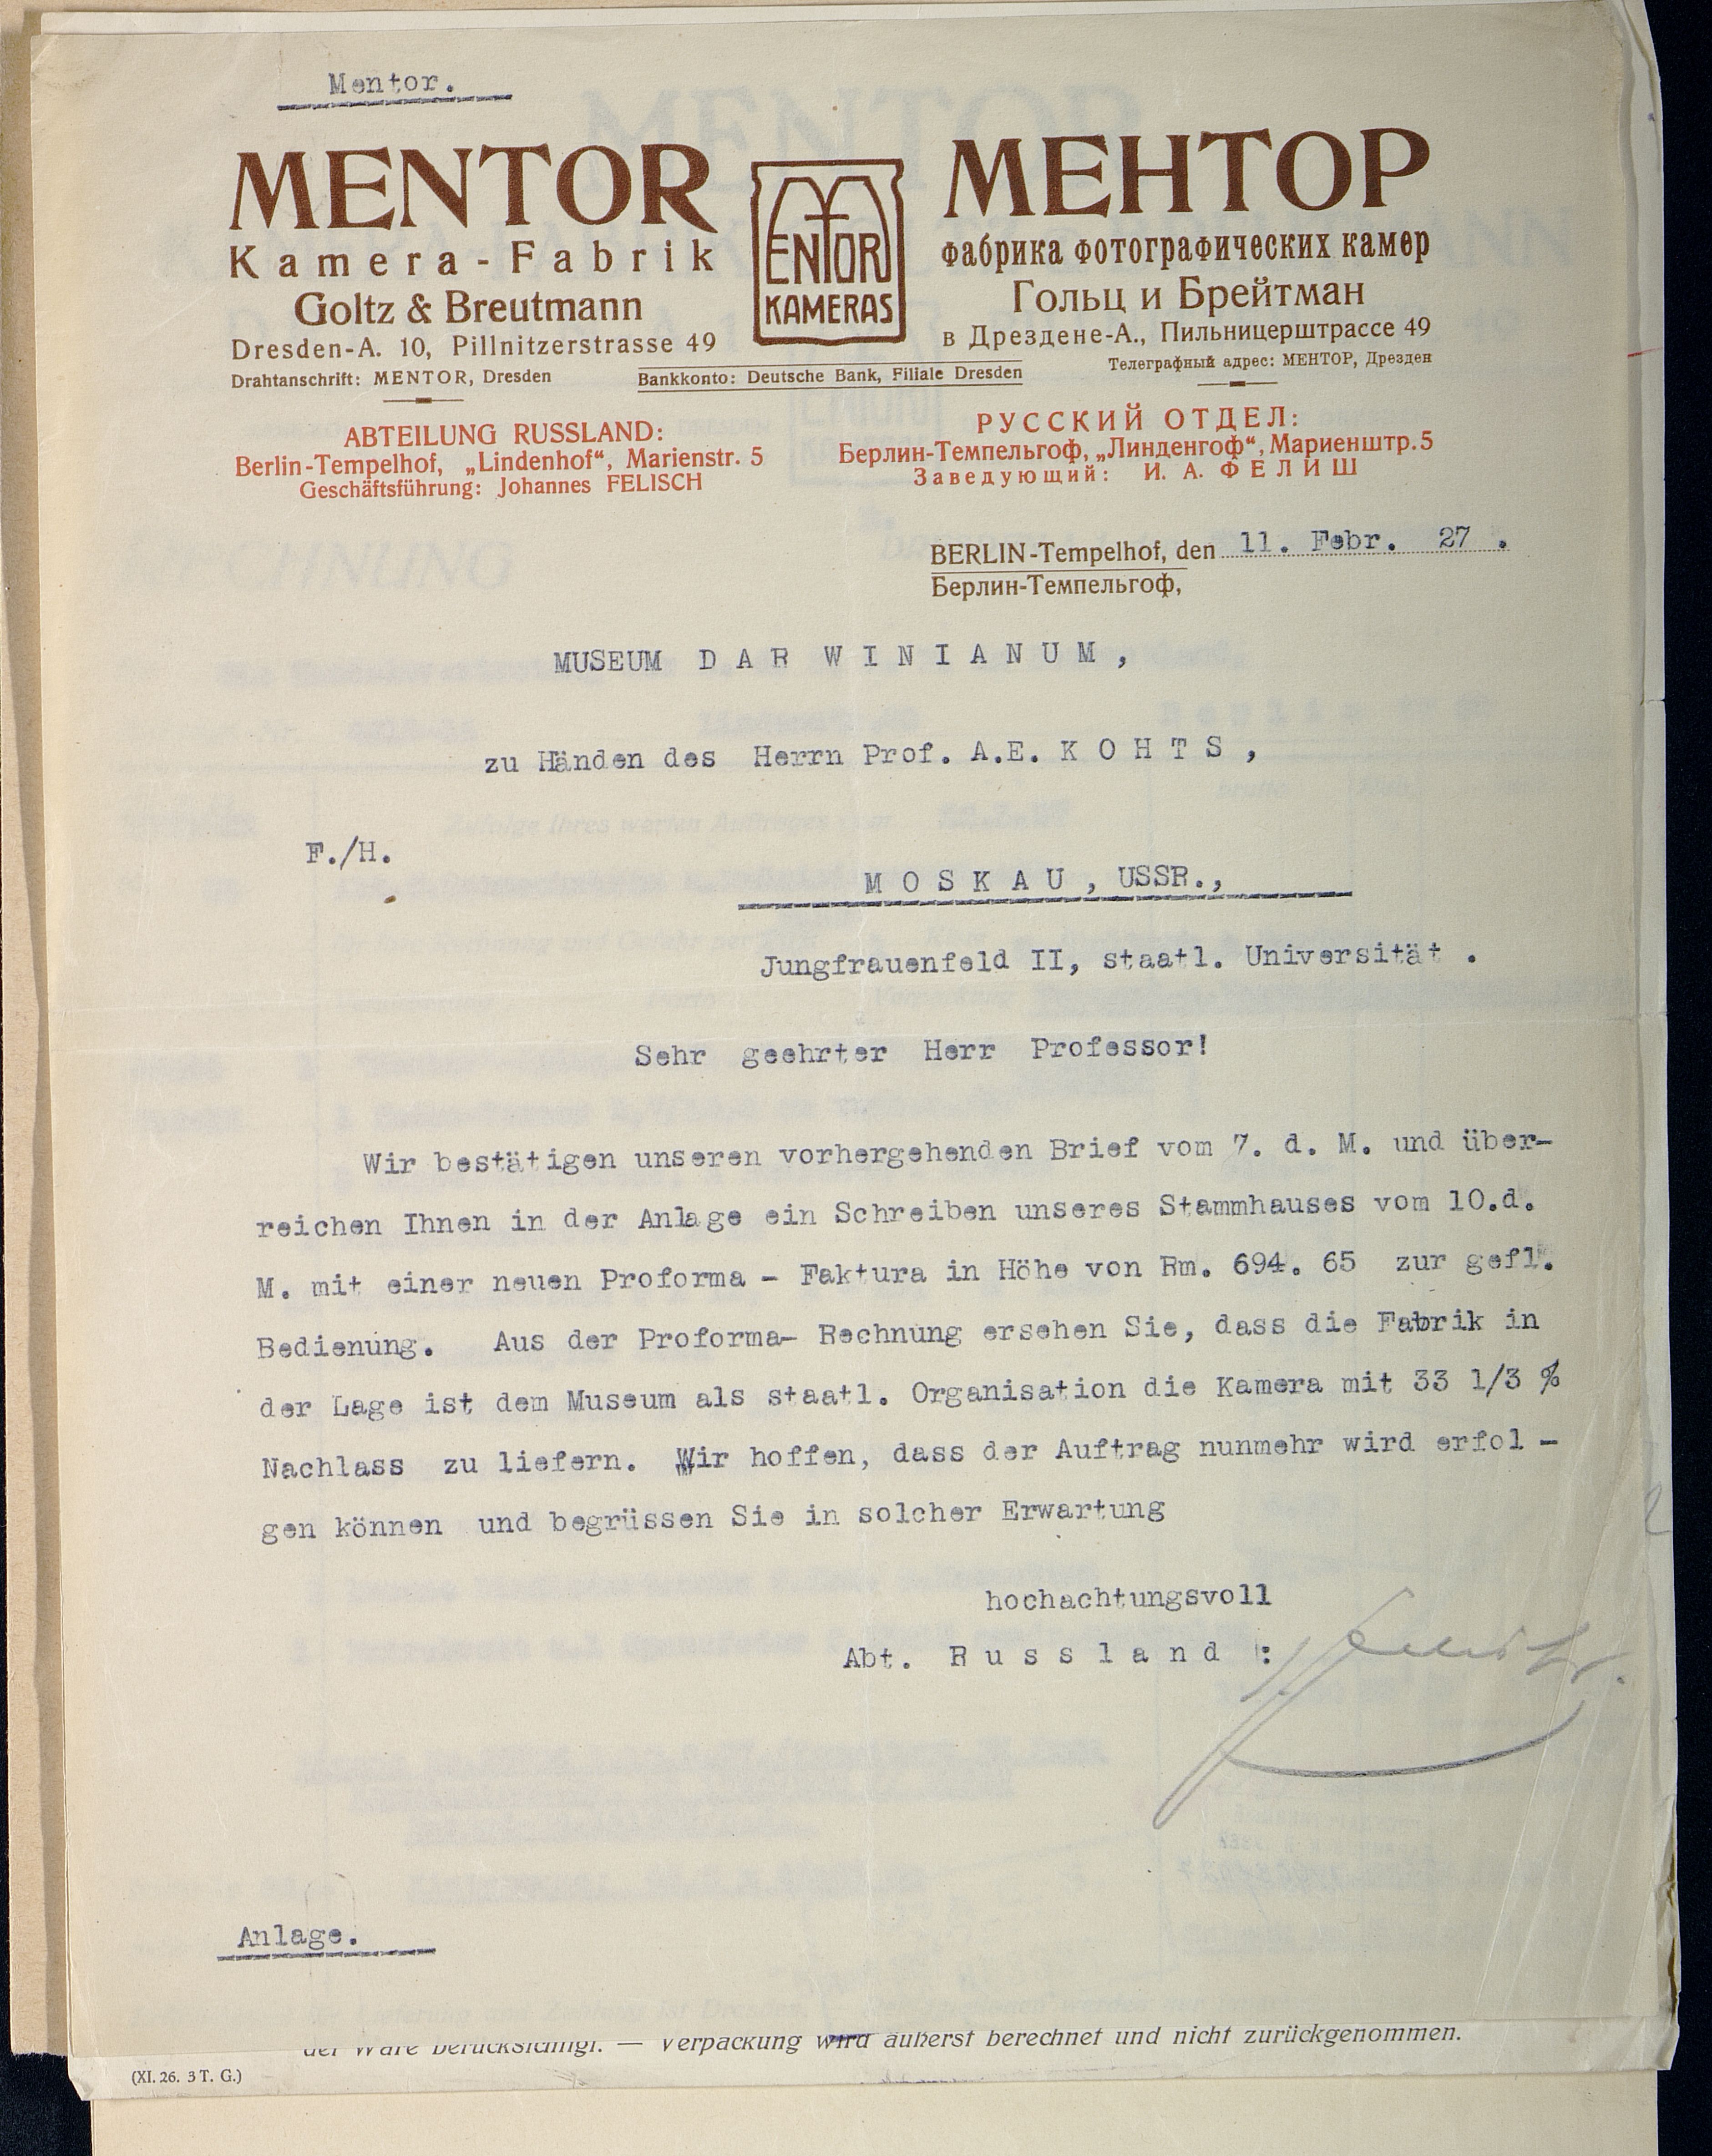 Mentor.
MENTOR
Kamera-Fabrik
Goltz & Breutmann
Dresden-A. 10, Pillnitzerstrasse 49
Drahtanschrift: MENTOR, Dresden
MENTOR
KAMERAS
Bankkonto: Deutsche Bank, Filiale Dresden
МЕНТОР
фабрика фотографических камер
Гольц и Брейтман
в Дрездене-А., Пильницерштрассе 49
Телеграфный адрес: МЕНТОР, Дрезден
ABTEILUNG RUSSLAND:
Berlin-Tempelhof, „Lindenhof“, Marienstr. 5
Geschäftsführung: Johannes FELISCH
РУССКИЙ ОТДЕЛ:
Берлин-Темпельгоф, „Линденгоф“, Мариенштр. 5
Заведующий: И. А. ФЕЛИШ
BERLIN-Tempelhof, den 11. Febr. 27 .
Берлин-Темпельгоф,
MUSEUM D A R W I N I A N U M ,
zu Händen des Herrn Prof. A.E. K O H T S ,
F./H.
M O S K A U , USSR.,
Jungfrauenfeld II, staatl. Universität .
Sehr geehrter Herr Professor!
Wir bestätigen unseren vorhergehenden Brief vom 7. d. M. und über-
reichen Ihnen in der Anlage ein Schreiben unseres Stammhauses vom 10.d.
M. mit einer neuen Proforma - Faktura in Höhe von Rm. 694. 65 zur gefl.
Bedienung. Aus der Proforma- Rechnung ersehen Sie, dass die Fabrik in
der Lage ist dem Museum als staatl. Organisation die Kamera mit 33 1/3 %
Nachlass zu liefern. Wir hoffen, dass der Auftrag nunmehr wird erfol -
gen können und begrüssen Sie in solcher Erwartung
hochachtungsvoll
Abt. R u s s l a n d :
Anlage.
der Ware berücksichtigt. — Verpackung wird äußerst berechnet und nicht zurückgenommen.
(XI. 26. 3 T. G.)